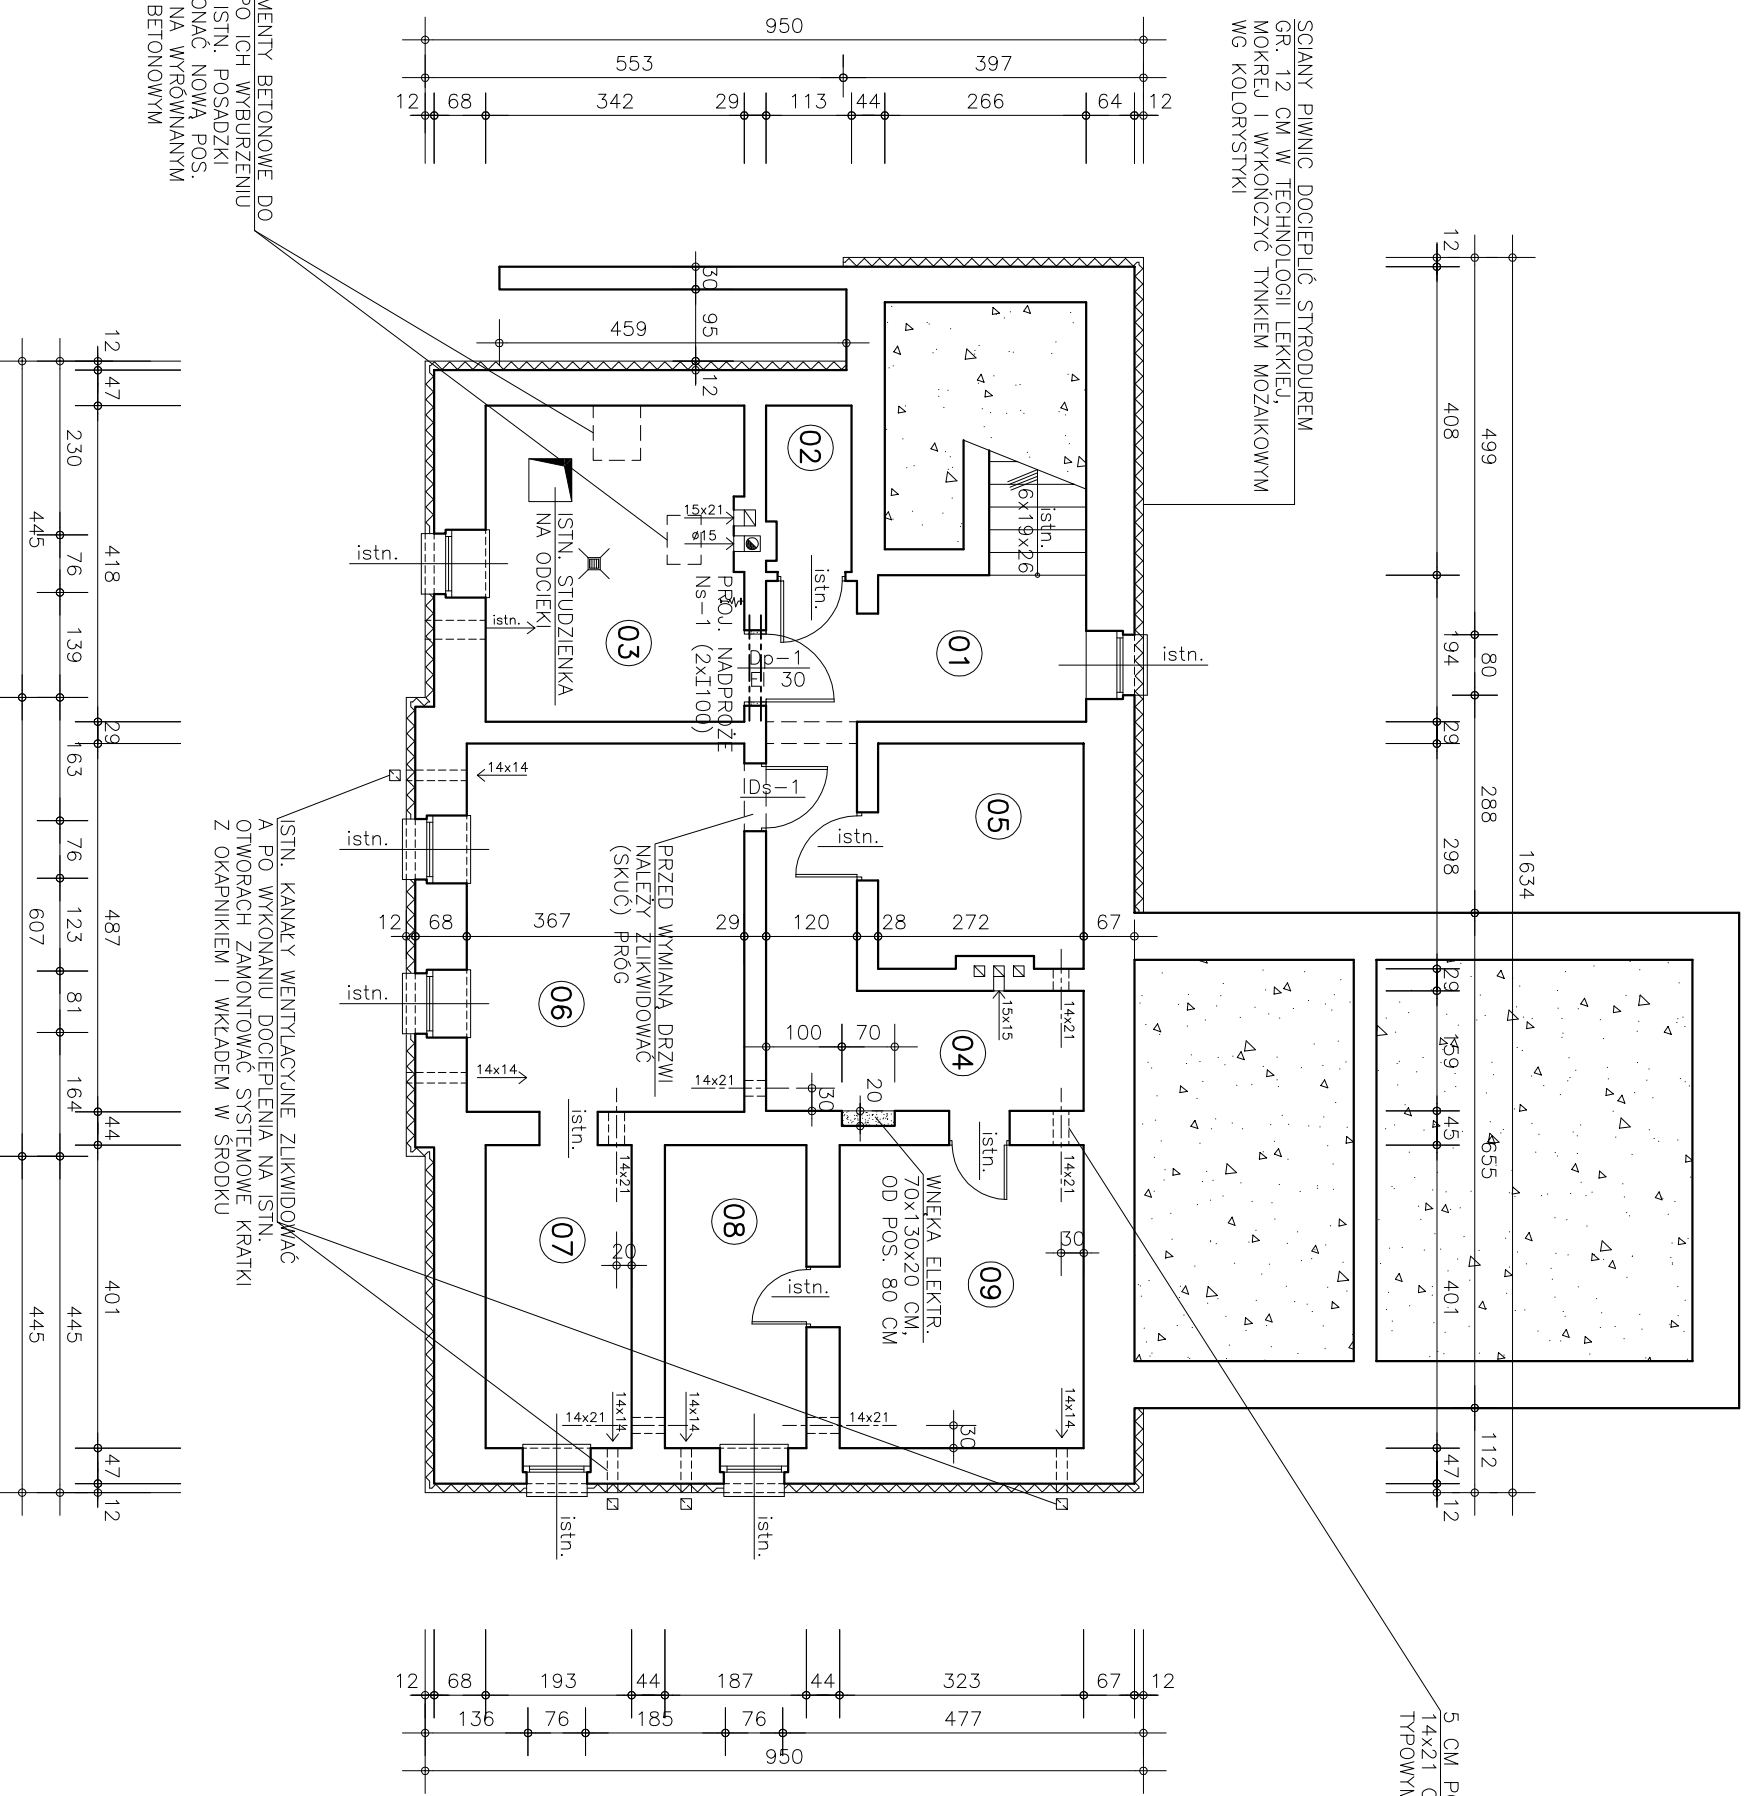 950
553
397
12
68
342
29
113
44
266
64
12
ŚCIANY PIWNIC DOCIEPLIĆ STYRODUREM
GR. 12 CM W TECHNOLOGII LEKKIEJ,
MOKREJ I WYKOŃCZYĆ TYNKIEM MOZAIKOWYM
WG KOLORYSTYKI
MENTY BETONOWE DO
PO ICH WYBURZENIU
ISTN. POSADZKI
ONAĆ NOWĄ POS.
NA WYRÓWNANYM
BETONOWYM
12
408
194
29
298
29
159
45
401
47
12
499
80
288
655
112
1634
30
95
12
459
istn.
6x19x26
01
02
03
04
05
06
07
08
09
istn.
istn.
istn.
istn.
ISTN. STUDZIENKA
NA ODCIEKI
15x21
ø15
PROJ. NADPROŻE
Ns-1 (2xI100)
Dp-1
EI 30
IDs-1
istn.
PRZED WYMIANĄ DRZWI
NALEŻY ZLIKWIDOWAĆ
(SKUĆ) PRÓG
12
68
367
29
120
28
272
67
14x14
istn.
istn.
14x14
istn.
14x21
100
70
30
20
15x15
14x21
14x21
istn.
14x21
WNĘKA ELEKTR.
70x130x20 CM,
OD POS. 80 CM
20
30
30
istn.
14x14
14x21
14x14
14x21
14x14
istn.
istn.
ISTN. KANAŁY WENTYLACYJNE ZLIKWIDOWAĆ
A PO WYKONANIU DOCIEPLENIA NA ISTN.
OTWORACH ZAMONTOWAĆ SYSTEMOWE KRATKI
Z OKAPNIKIEM I WKŁADEM W ŚRODKU
12
47
418
29
487
44
401
47
12
230
76
139
163
76
123
81
164
445
445
607
445
12
68
193
44
187
44
323
67
12
136
76
185
76
477
950
5 CM
14x21